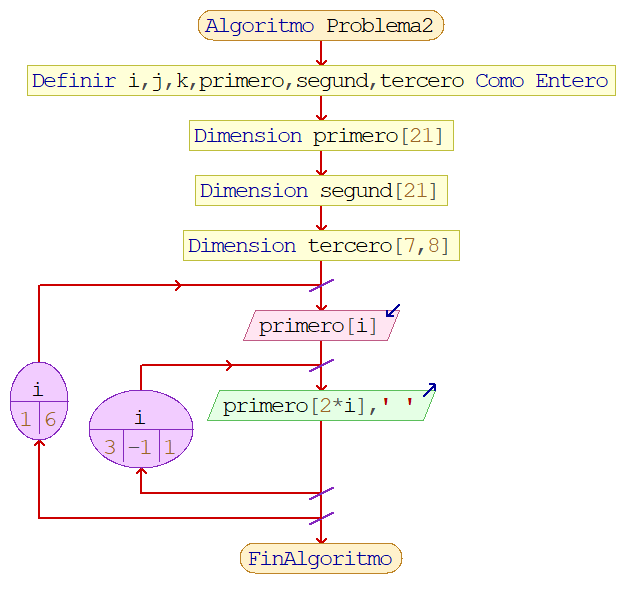 Algoritmo Problema2
Definir i,j,k,primero,segund,tercero Como Entero
Dimension primero[21]
Dimension segund[21]
Dimension tercero[7,8]
primero[i]
i
1 6
i
3 -1 1
primero[2*i],' '
FinAlgoritmo